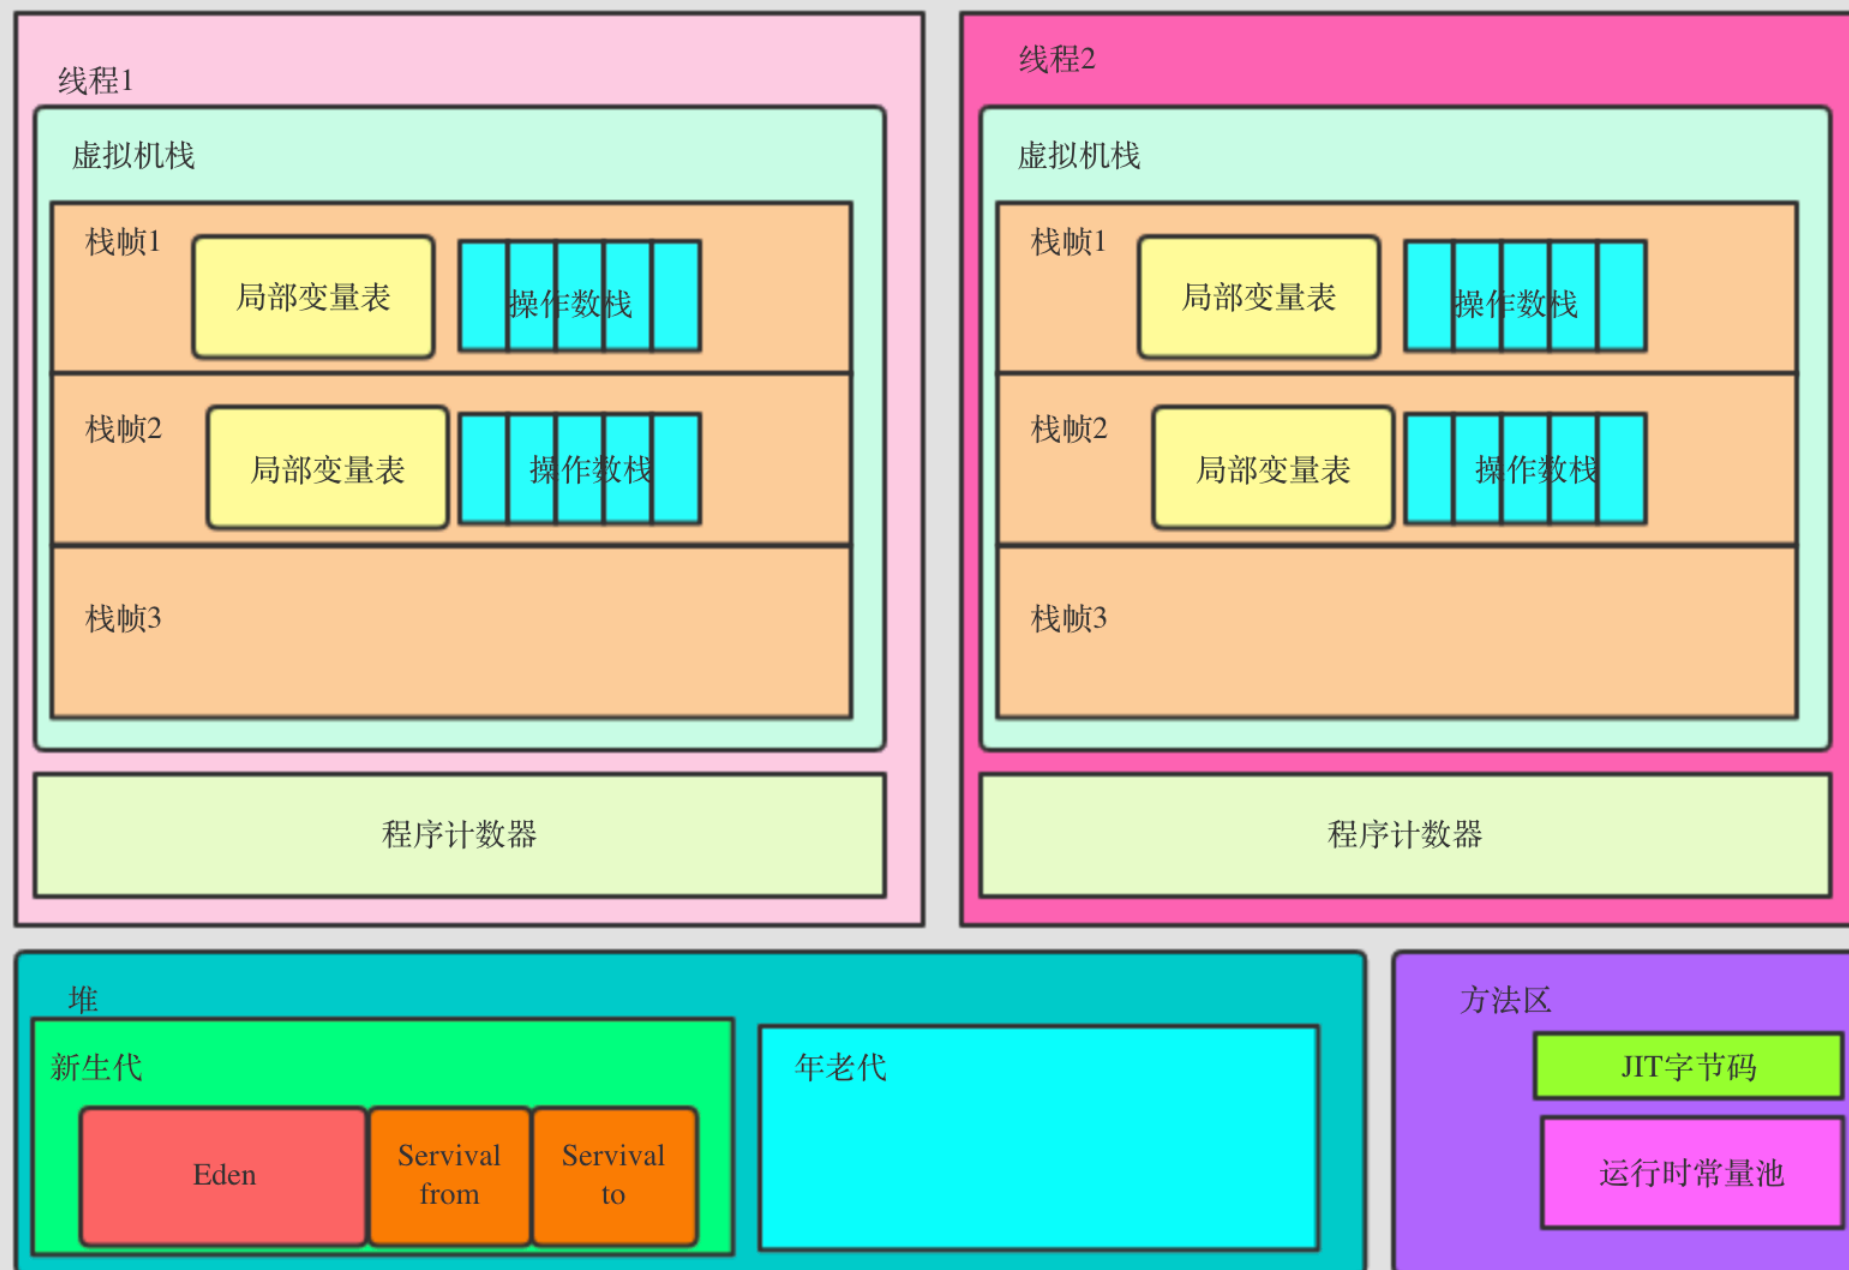 线程1
虚拟机栈
栈帧1
局部变量表
操作数栈
栈帧2
局部变量表
操作数栈
栈帧3
程序计数器
线程2
虚拟机栈
栈帧1
局部变量表
操作数栈
栈帧2
局部变量表
操作数栈
栈帧3
程序计数器
堆
新生代
Eden
Servival
from
Servival
to
年老代
方法区
JIT字节码
运行时常量池